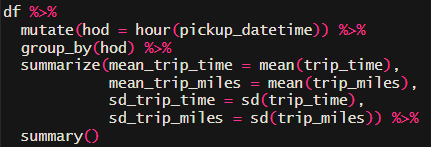 df %>%
  mutate(hod = hour(pickup_datetime)) %>%
  group_by(hod) %>%
  summarize(mean_trip_time = mean(trip_time),
            mean_trip_miles = mean(trip_miles),
            sd_trip_time = sd(trip_time),
            sd_trip_miles = sd(trip_miles)) %>%
  summary()